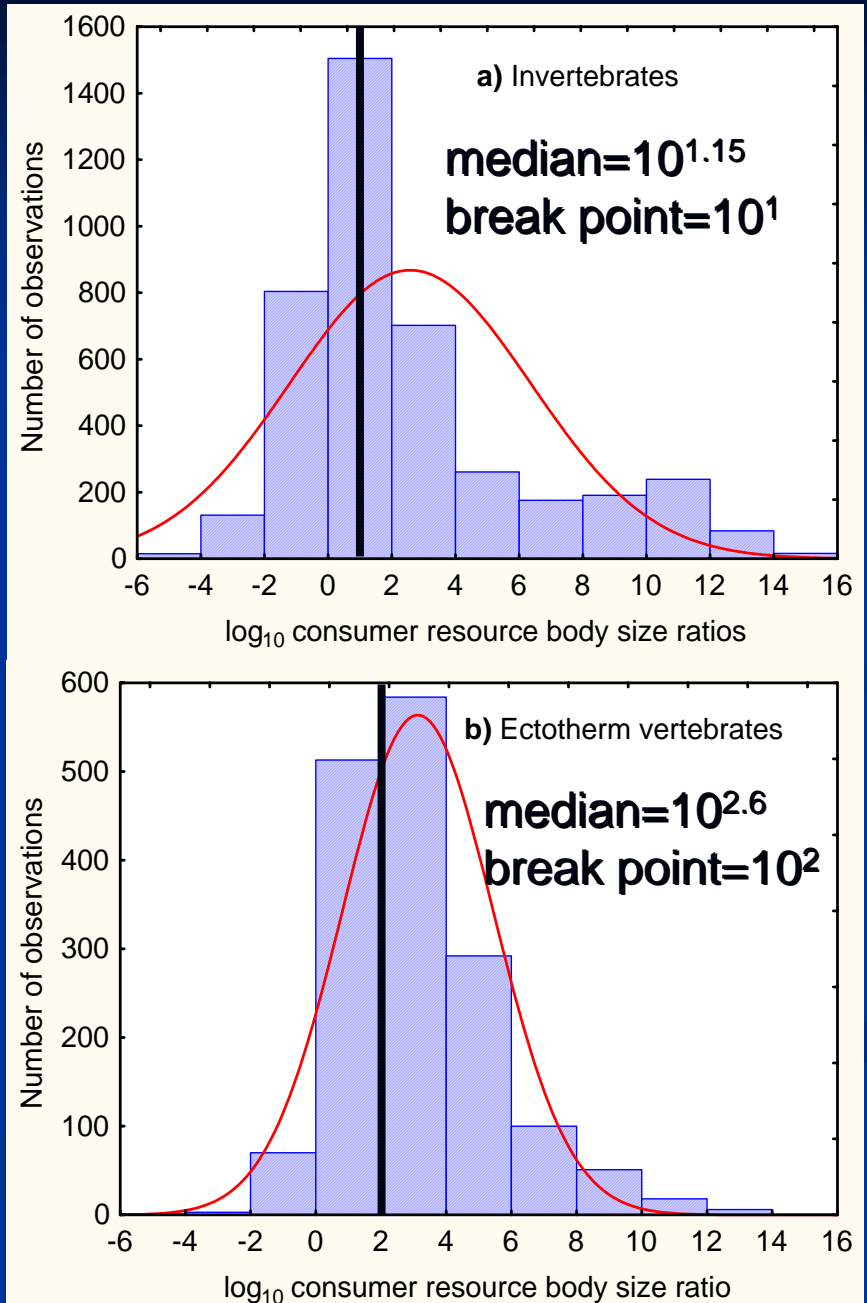 1600
1400
1200
1000
800
600
400
200
0
Number of observations
a) Invertebrates
median=10^1.15
break point=10^1
-6 -4 -2 0 2 4 6 8 10 12 14 16
log₁₀ consumer resource body size ratios
600
500
400
300
200
100
0
Number of observations
b) Ectotherm vertebrates
median=10^2.6
break point=10^2
-6 -4 -2 0 2 4 6 8 10 12 14 16
log₁₀ consumer resource body size ratio